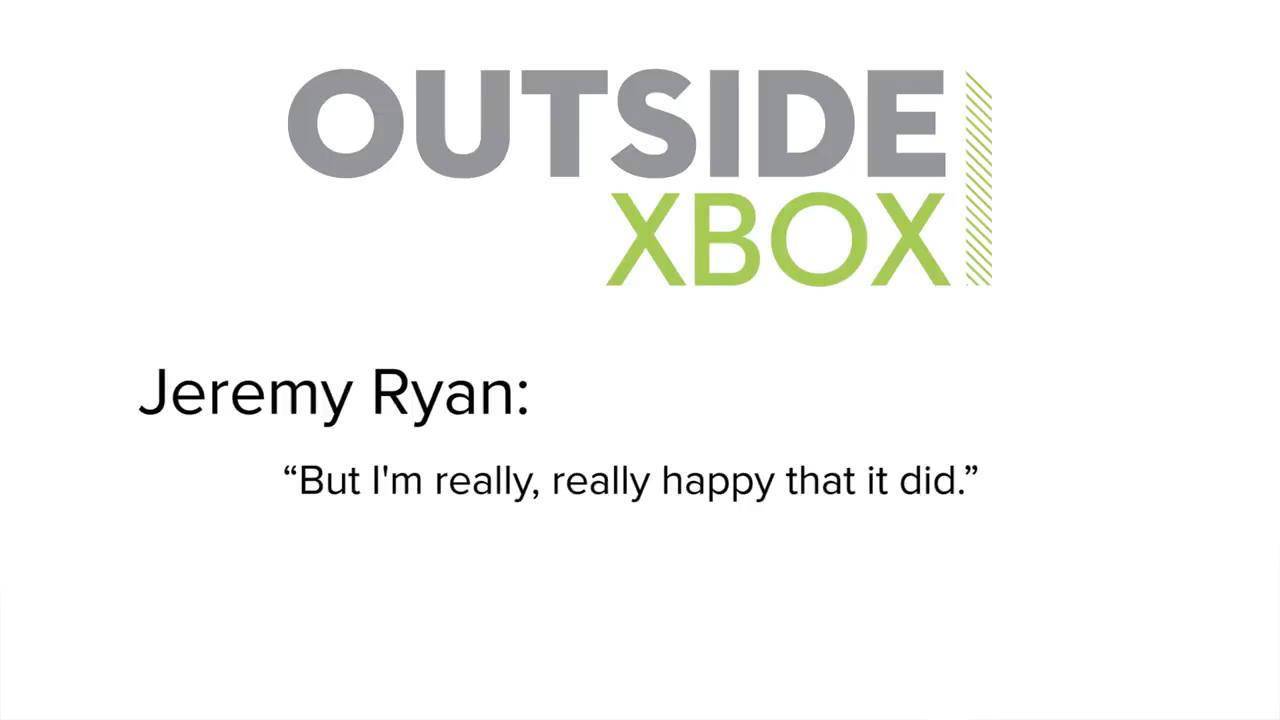 OUTSIDE
XBOX
Jeremy Ryan:
“But I'm really, really happy that it did.”